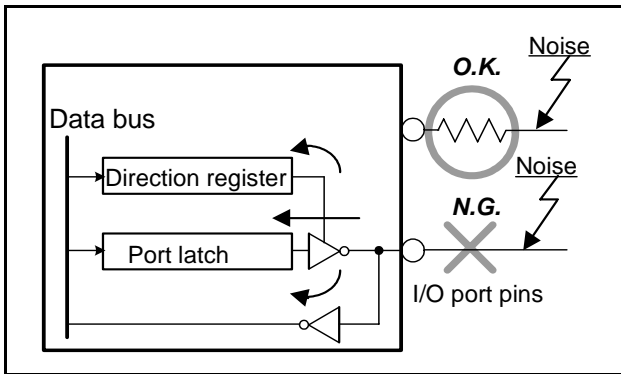 Noise
O.K.
Data bus
Direction register
Noise
N.G.
Port latch
I/O port pins